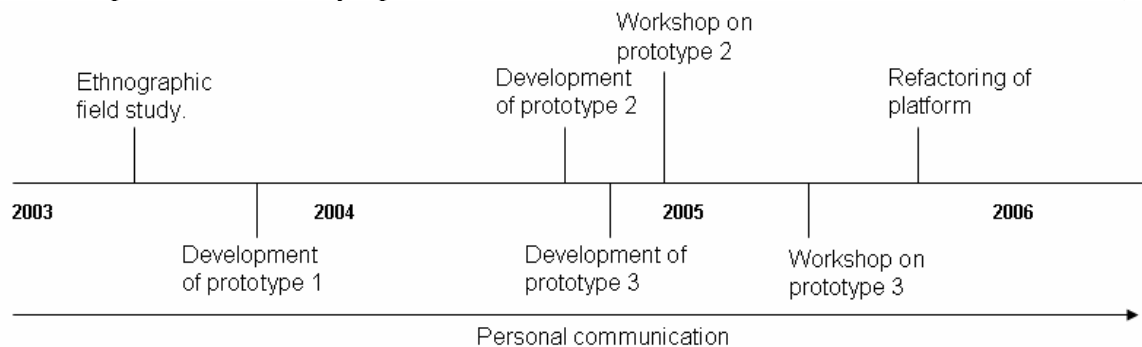 Workshop on
prototype 2
Ethnographic
field study.
Development
of prototype 2
Refactoring of
platform
2003
2004
2005
2006
Development
of prototype 1
Development of
prototype 3
Workshop on
prototype 3
Personal communication